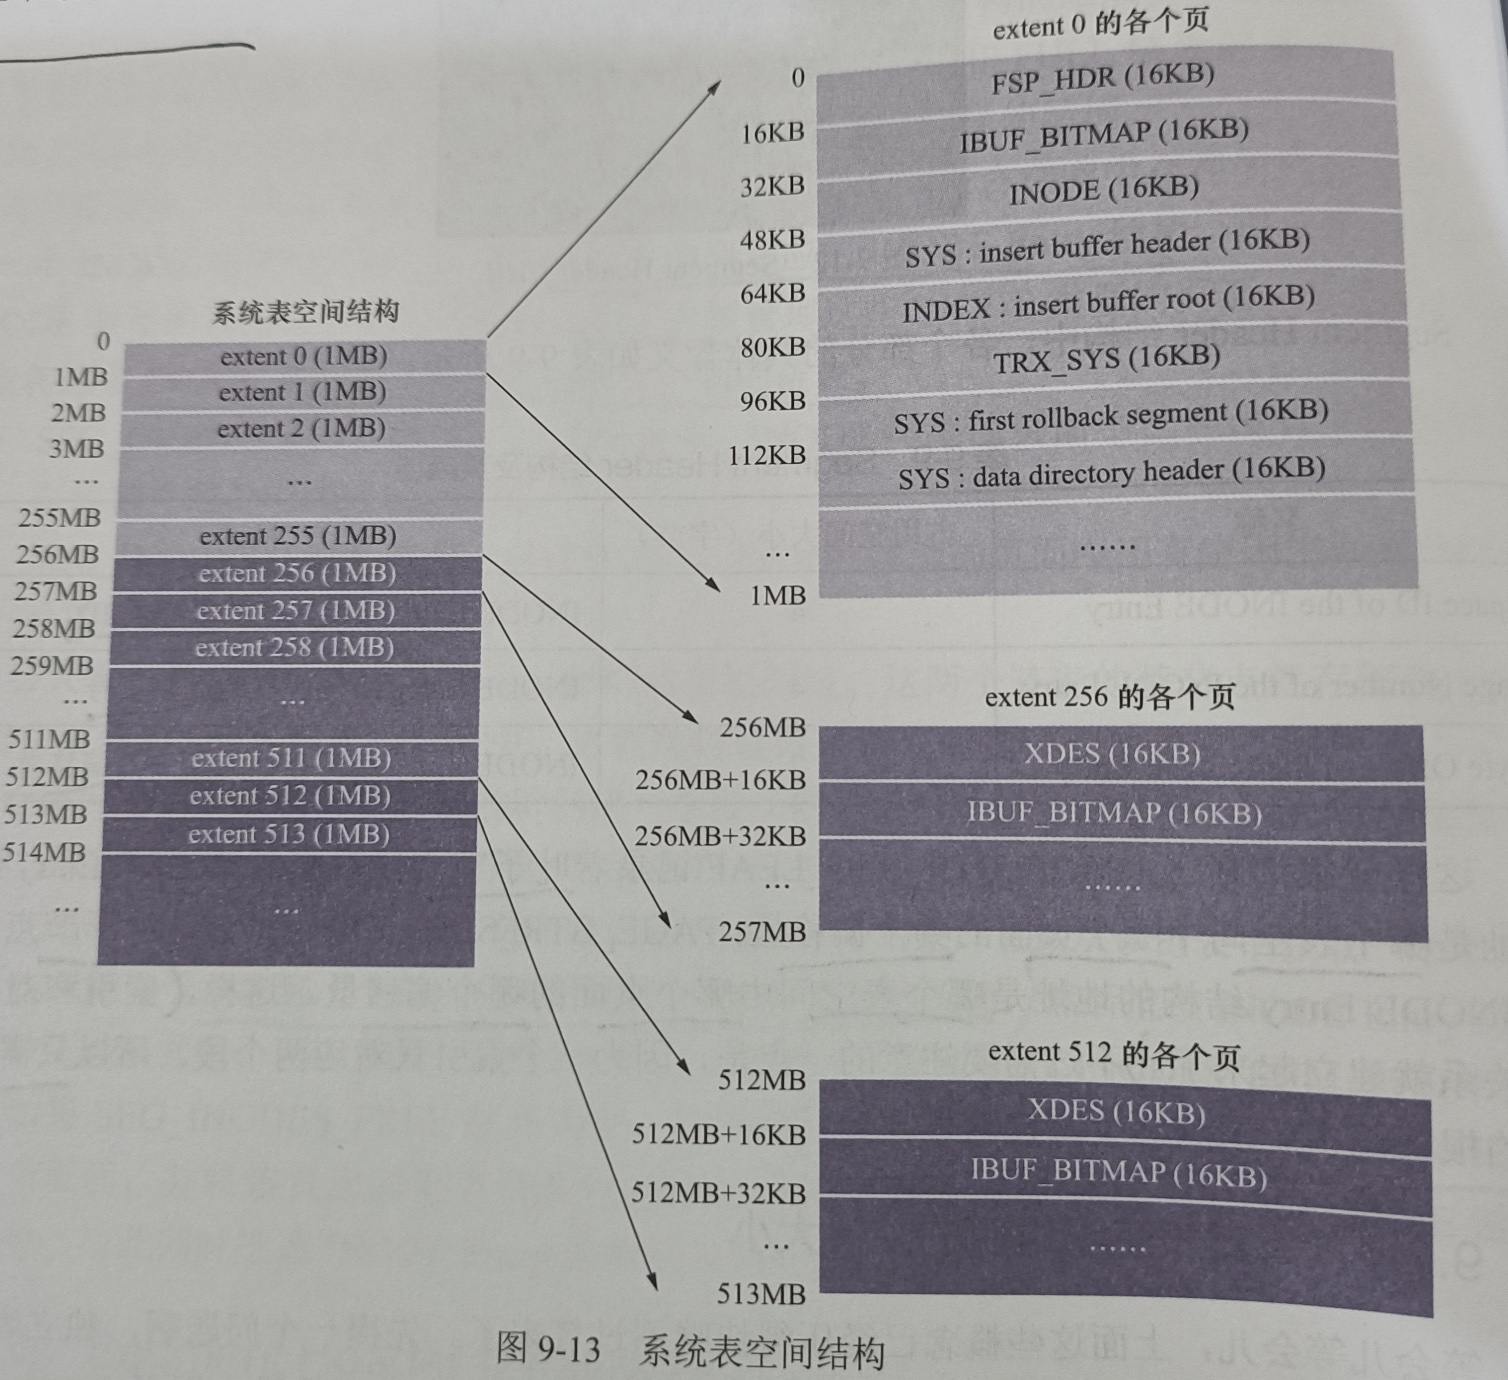 extent 0 的各个页
0
FSP_HDR (16KB)
16KB
IBUF_BITMAP (16KB)
32KB
INODE (16KB)
48KB
SYS : insert buffer header (16KB)
64KB
INDEX : insert buffer root (16KB)
80KB
TRX_SYS (16KB)
96KB
SYS : first rollback segment (16KB)
112KB
SYS : data directory header (16KB)
...
......
1MB
系统表空间结构
0
extent 0 (1MB)
1MB
extent 1 (1MB)
2MB
extent 2 (1MB)
3MB
...
...
255MB
extent 255 (1MB)
256MB
extent 256 (1MB)
257MB
extent 257 (1MB)
258MB
extent 258 (1MB)
259MB
...
...
511MB
extent 511 (1MB)
512MB
extent 512 (1MB)
513MB
extent 513 (1MB)
514MB
...
...
extent 256 的各个页
256MB
XDES (16KB)
256MB+16KB
IBUF_BITMAP (16KB)
256MB+32KB
...
......
257MB
extent 512 的各个页
512MB
XDES (16KB)
512MB+16KB
IBUF_BITMAP (16KB)
512MB+32KB
...
......
513MB
图 9-13 系统表空间结构